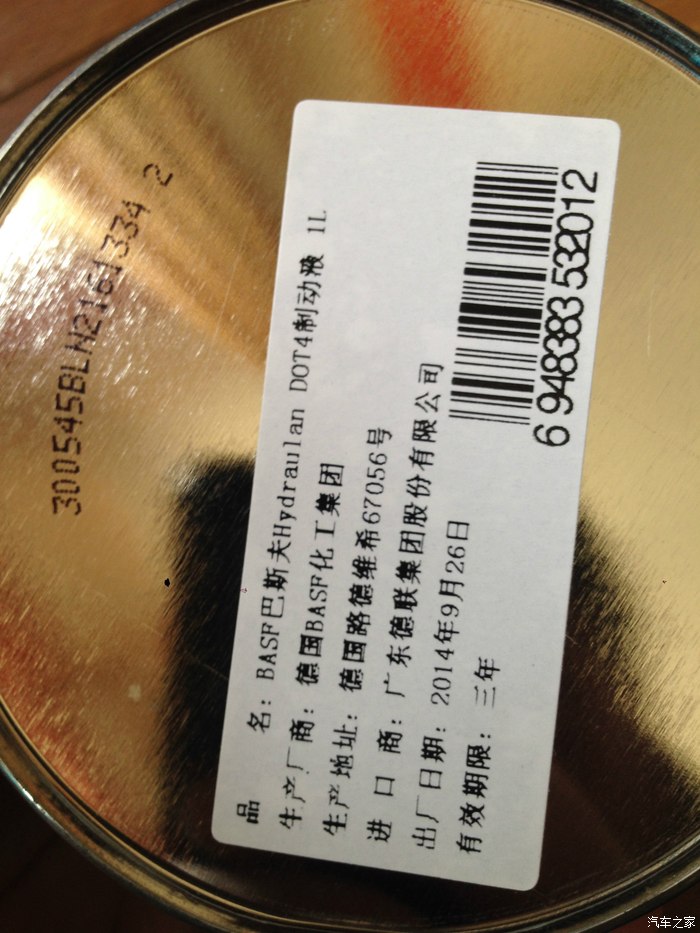 300545BLN2161334 2
品 名：BASF巴斯夫Hydraulan DOT4制动液 1L
生产厂商：德国BASF化工集团
生产地址：德国路德维希67056号
进 口 商：广东德联集团股份有限公司
出厂日期：2014年9月26日
有效期限：三年
6 948383 532012
汽车之家